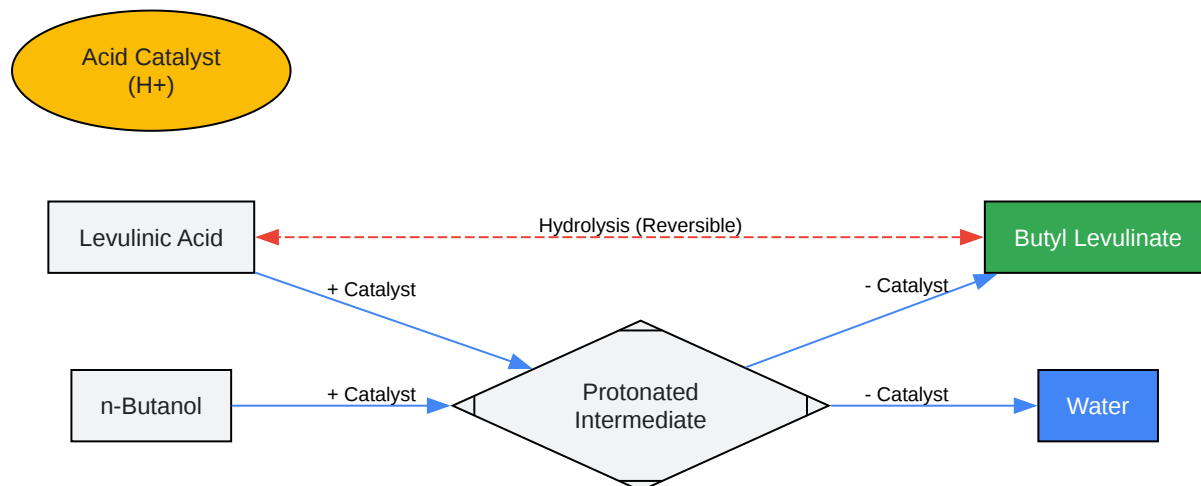 Acid Catalyst
(H+)
Levulinic Acid
Hydrolysis (Reversible)
Butyl Levulinate
+ Catalyst
- Catalyst
n-Butanol
+ Catalyst
Protonated
Intermediate
- Catalyst
Water